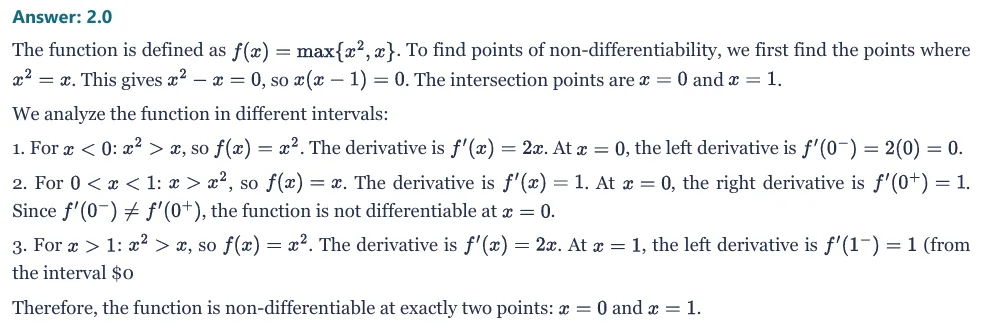 Answer: 2.0
The function is defined as f(x) = max{x², x}. To find points of non-differentiability, we first find the points where
x² = x. This gives x² − x = 0, so x(x − 1) = 0. The intersection points are x = 0 and x = 1.
We analyze the function in different intervals:
1. For x < 0: x² > x, so f(x) = x². The derivative is f′(x) = 2x. At x = 0, the left derivative is f′(0⁻) = 2(0) = 0.
2. For 0 < x < 1: x > x², so f(x) = x. The derivative is f′(x) = 1. At x = 0, the right derivative is f′(0⁺) = 1.
Since f′(0⁻) ≠ f′(0⁺), the function is not differentiable at x = 0.
3. For x > 1: x² > x, so f(x) = x². The derivative is f′(x) = 2x. At x = 1, the left derivative is f′(1⁻) = 1 (from
the interval $0
Therefore, the function is non-differentiable at exactly two points: x = 0 and x = 1.